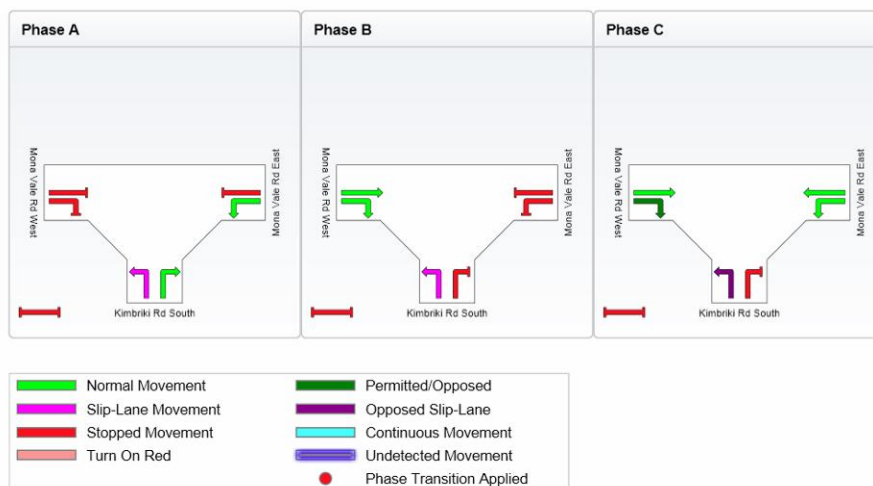 Phase A
Phase B
Phase C
Mona Vale Rd West
Mona Vale Rd East
Mona Vale Rd West
Mona Vale Rd East
Mona Vale Rd West
Mona Vale Rd East
Kimbriki Rd South
Kimbriki Rd South
Kimbriki Rd South
Normal Movement
Permitted/Opposed
Slip-Lane Movement
Opposed Slip-Lane
Stopped Movement
Continuous Movement
Turn On Red
Undetected Movement
Phase Transition Applied